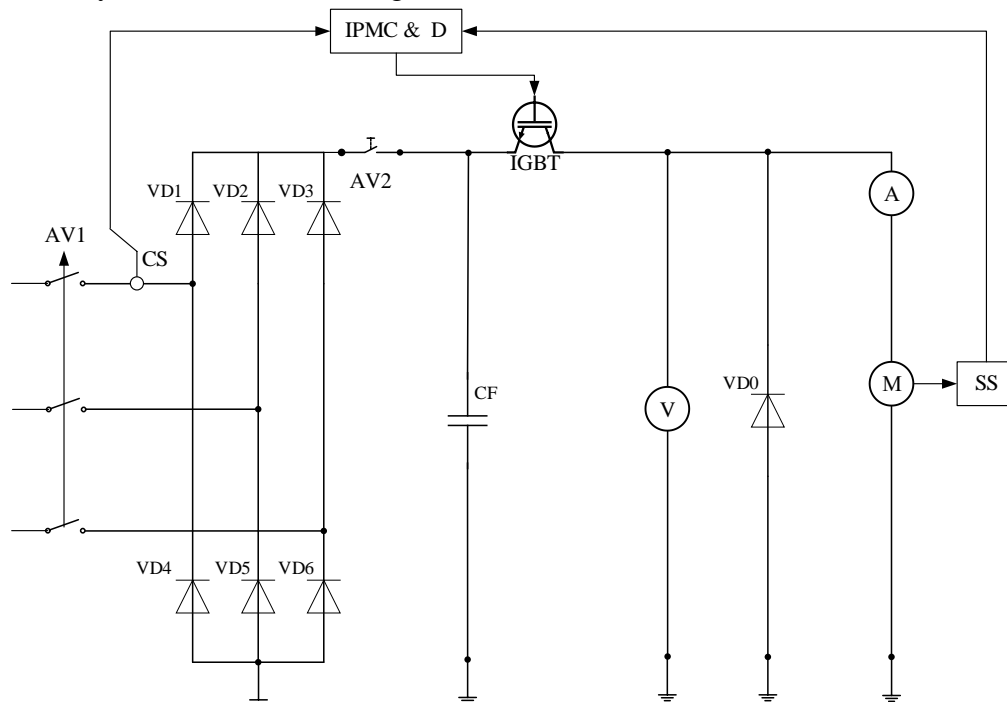 IPMC & D
IGBT
AV2
VD1
VD2
VD3
A
AV1
CS
CF
VD0
V
M
SS
VD4
VD5
VD6